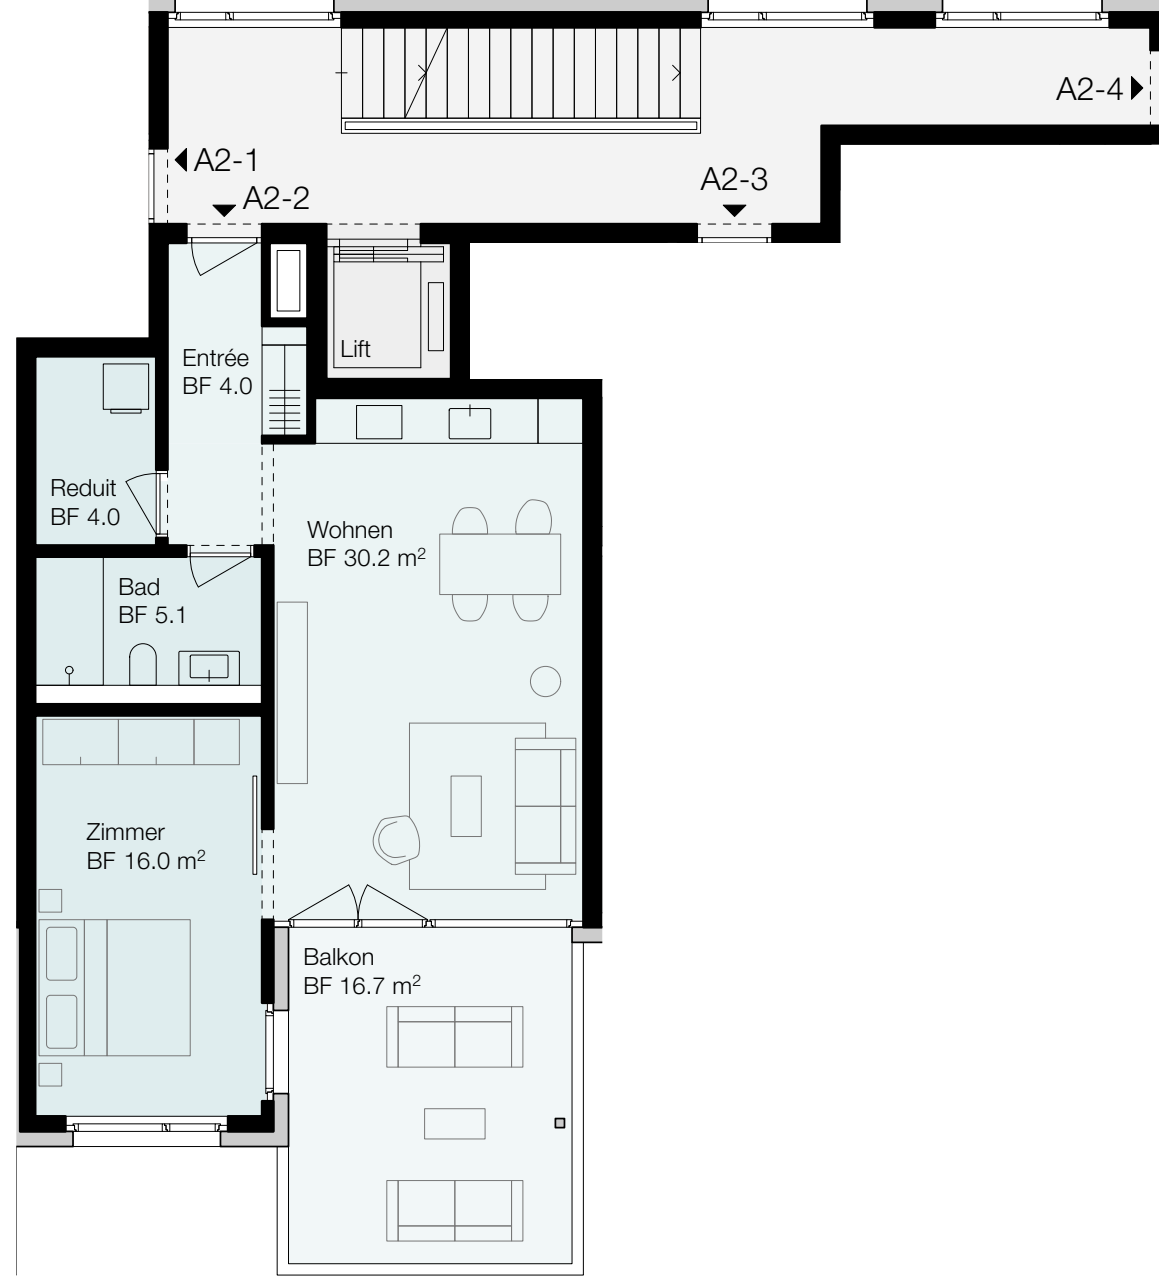 A2-4
A2-1
A2-2
A2-3
Lift
Entrée
BF 4.0
Reduit
BF 4.0
Wohnen
BF 30.2 m²
Bad
BF 5.1
Zimmer
BF 16.0 m²
Balkon
BF 16.7 m²